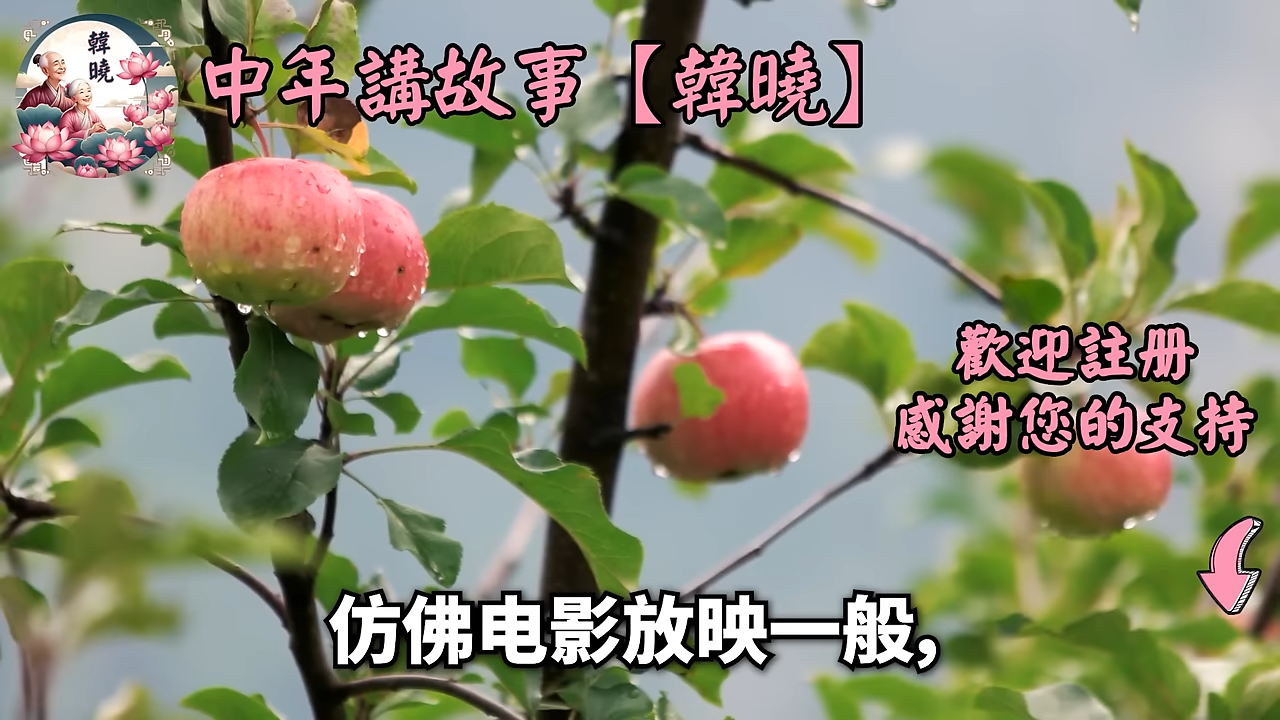 韓
曉
中年講故事【韓曉】
歡迎註册
感謝您的支持
仿佛电影放映一般，